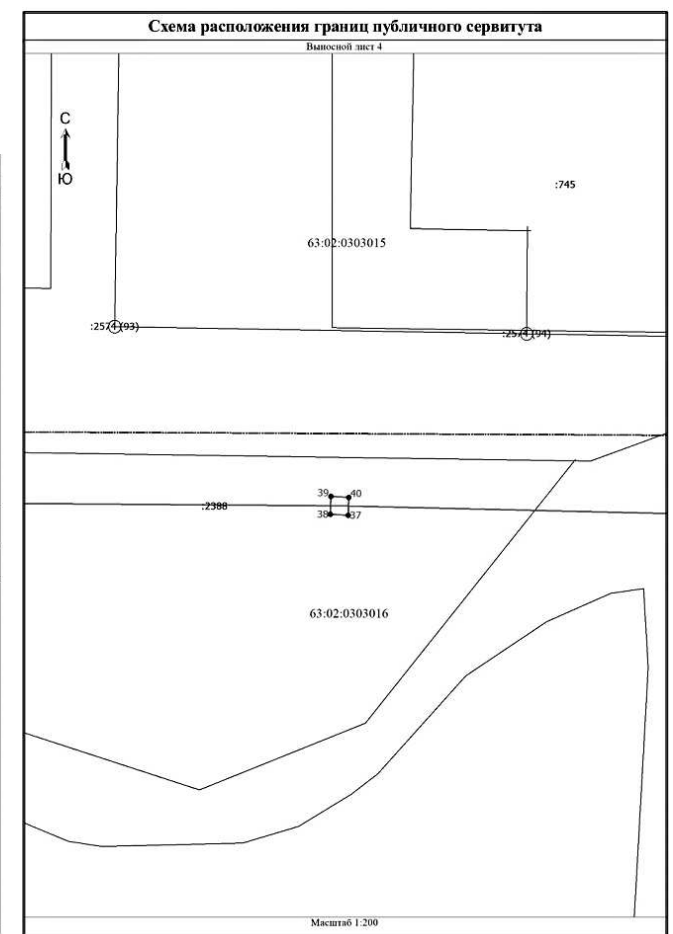 Схема расположения границ публичного сервитута
Выносной лист 4
С
Ю
:745
63:02:0303015
:2574 (93)
:2574 (94)
39
40
:2388
38
37
63:02:0303016
Масштаб 1:200